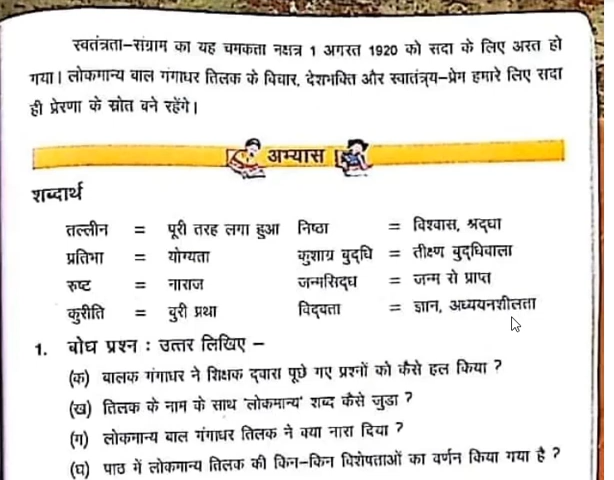 स्वतंत्रता-संग्राम का यह चमकता नक्षत्र 1 अगस्त 1920 को सदा के लिए अस्त हो
गया। लोकमान्य बाल गंगाधर तिलक के विचार, देशभक्ति और स्वातंत्र्य-प्रेम हमारे लिए सदा
ही प्रेरणा के स्रोत बने रहेंगे।
अभ्यास
शब्दार्थ
तल्लीन = पूरी तरह लगा हुआ निष्ठा = विश्वास, श्रद्धा
प्रतिभा = योग्यता कुशाग्र बुद्धि = तीक्ष्ण बुद्धिवाला
रुष्ट = नाराज जन्मसिद्ध = जन्म से प्राप्त
कुरीति = बुरी प्रथा विद्वता = ज्ञान, अध्ययनशीलता
1. बोध प्रश्न : उत्तर लिखिए -
(क) बालक गंगाधर ने शिक्षक द्वारा पूछे गए प्रश्नों को कैसे हल किया ?
(ख) तिलक के नाम के साथ 'लोकमान्य' शब्द कैसे जुडा ?
(ग) लोकमान्य बाल गंगाधर तिलक ने क्या नारा दिया ?
(घ) पाठ में लोकमान्य तिलक की किन-किन विशेषताओं का वर्णन किया गया है ?